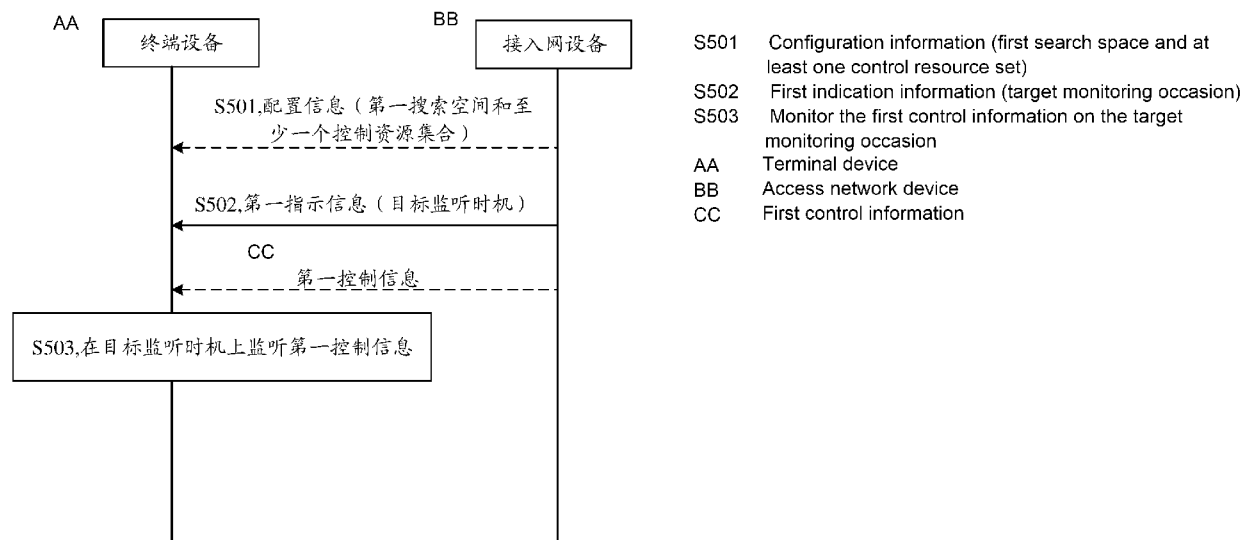 AA
终端设备
BB
接入网设备
S501,配置信息（第一搜索空间和至
少一个控制资源集合）
S502,第一指示信息（目标监听时机）
CC
第一控制信息
S503,在目标监听时机上监听第一控制信息
S501 Configuration information (first search space and at
least one control resource set)
S502 First indication information (target monitoring occasion)
S503 Monitor the first control information on the target
monitoring occasion
AA Terminal device
BB Access network device
CC First control information